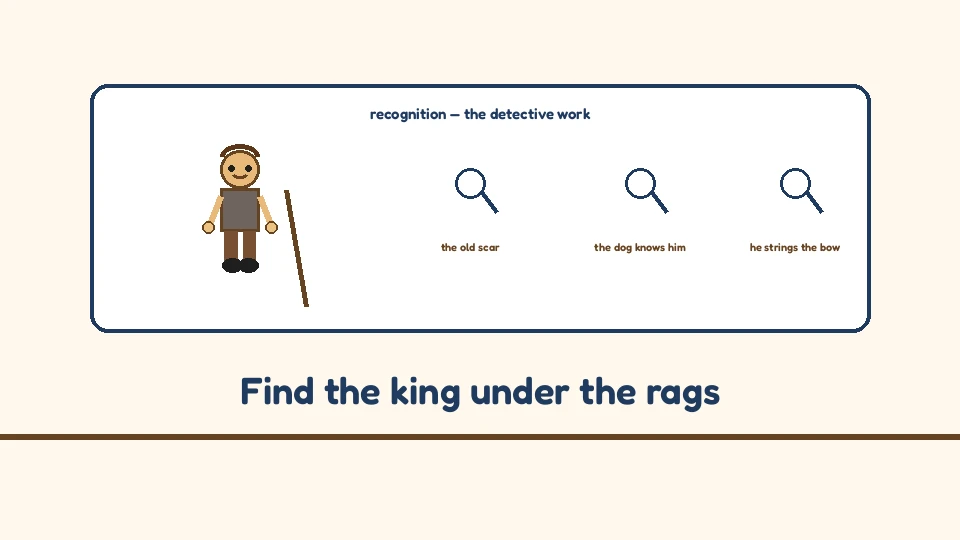 recognition — the detective work
the old scar
the dog knows him
he strings the bow
Find the king under the rags